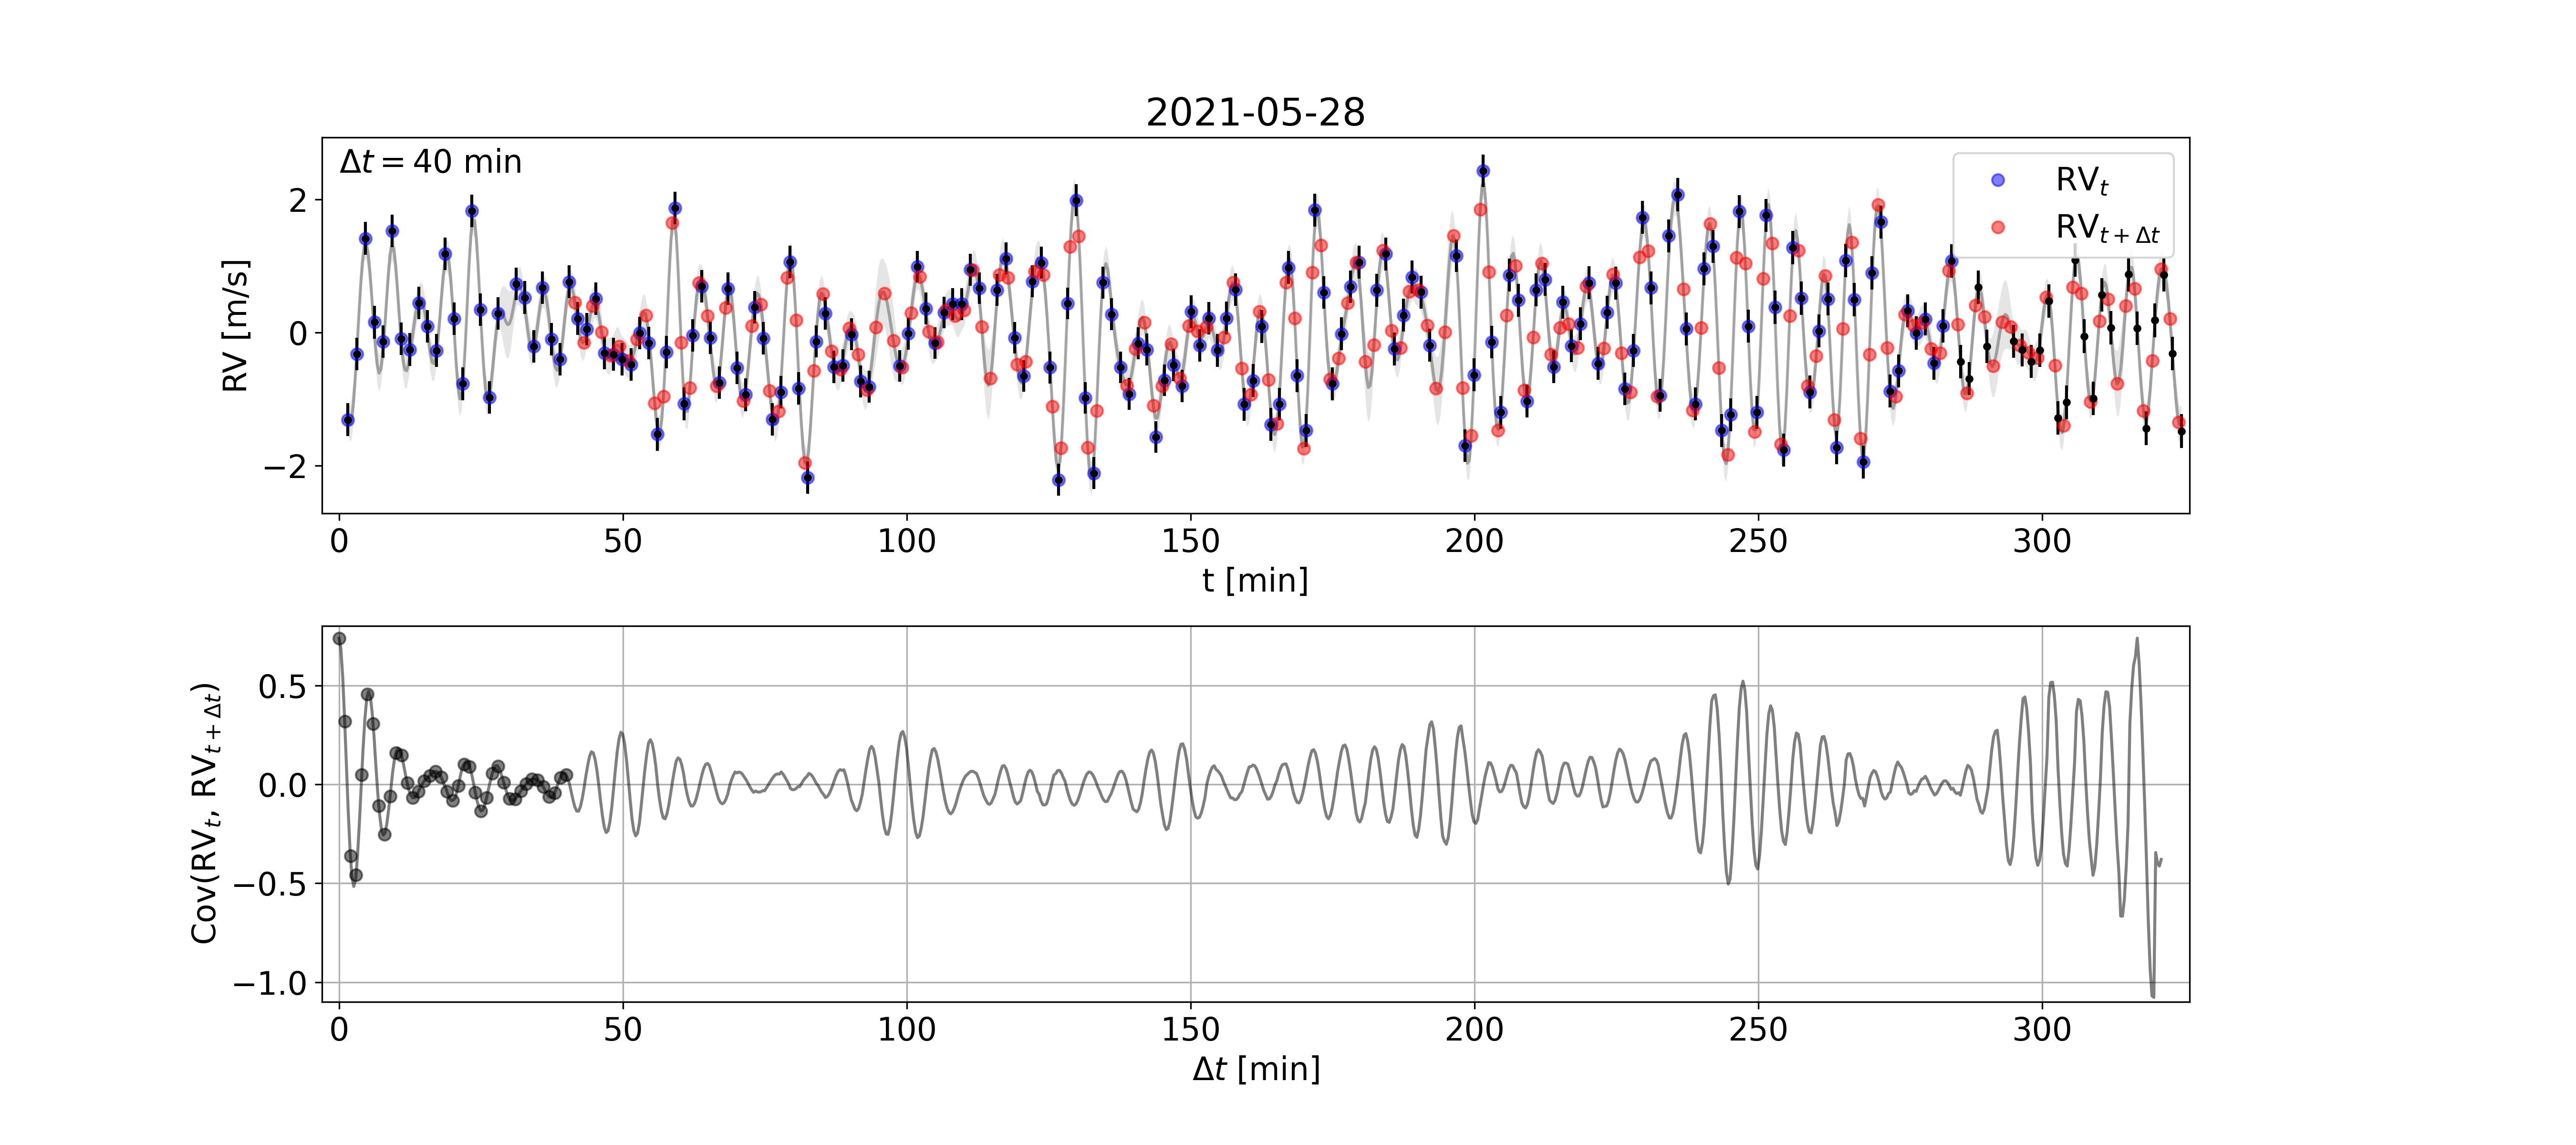 2021-05-28
Δt = 40 min
RV_t
RV_{t+Δt}
RV [m/s]
2
0
−2
0 50 100 150 200 250 300
t [min]
Cov(RV_t, RV_{t+Δt})
0.5
0.0
−0.5
−1.0
0 50 100 150 200 250 300
Δt [min]